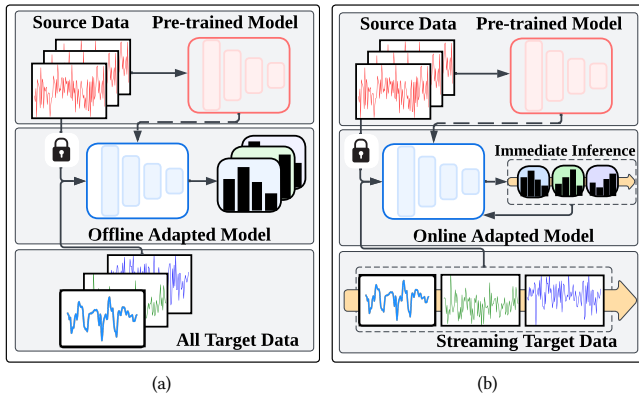 Source Data
Pre-trained Model
Offline Adapted Model
All Target Data
(a)
Source Data
Pre-trained Model
Immediate Inference
Online Adapted Model
Streaming Target Data
(b)